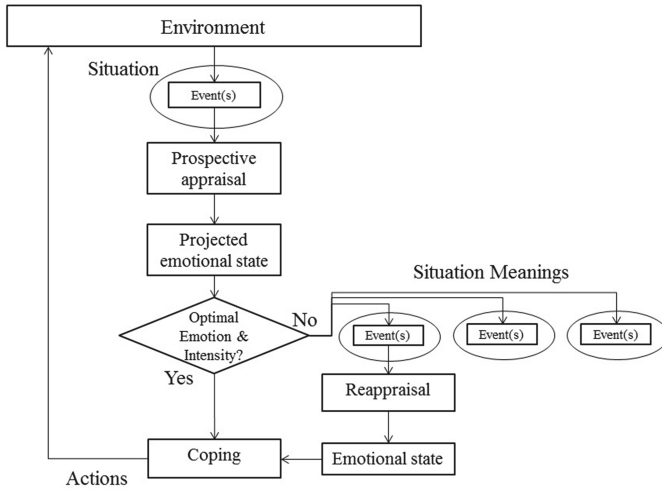 Environment
Situation
Event(s)
Prospective
appraisal
Projected
emotional state
Situation Meanings
Optimal
Emotion &
Intensity?
No
Event(s)
Event(s)
Event(s)
Yes
Reappraisal
Coping
Emotional state
Actions